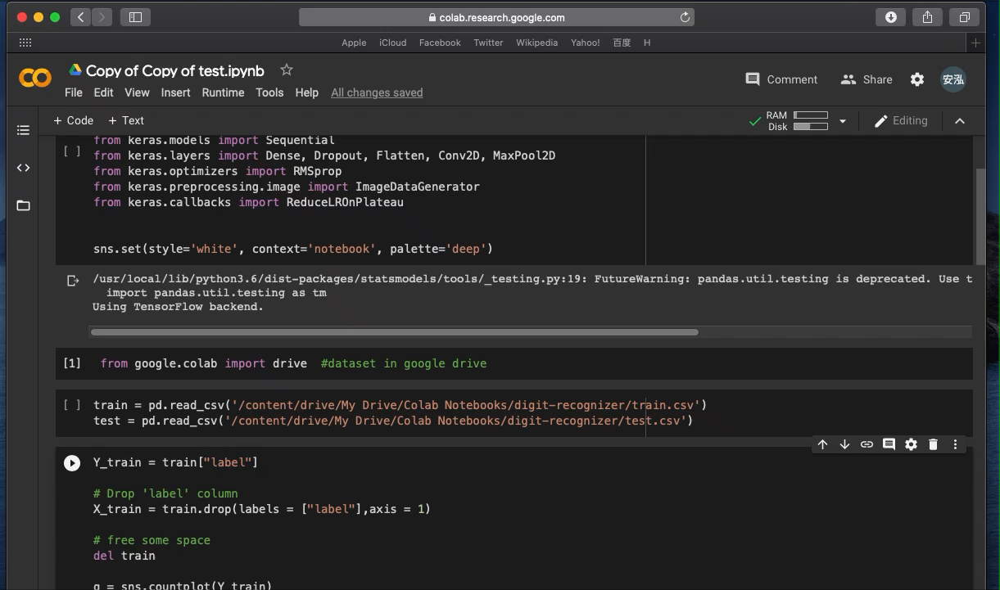 colab.research.google.com
Apple iCloud Facebook Twitter Wikipedia Yahoo! 百度 H
Copy of Copy of test.ipynb
File Edit View Insert Runtime Tools Help All changes saved
Comment Share 安泓
+ Code + Text
RAM
Disk
Editing
from keras.models import Sequential
[ ] from keras.layers import Dense, Dropout, Flatten, Conv2D, MaxPool2D
from keras.optimizers import RMSprop
from keras.preprocessing.image import ImageDataGenerator
from keras.callbacks import ReduceLROnPlateau
sns.set(style='white', context='notebook', palette='deep')
/usr/local/lib/python3.6/dist-packages/statsmodels/tools/_testing.py:19: FutureWarning: pandas.util.testing is deprecated. Use t
import pandas.util.testing as tm
Using TensorFlow backend.
[1] from google.colab import drive #dataset in google drive
[ ] train = pd.read_csv('/content/drive/My Drive/Colab Notebooks/digit-recognizer/train.csv')
test = pd.read_csv('/content/drive/My Drive/Colab Notebooks/digit-recognizer/test.csv')
Y_train = train["label"]
# Drop 'label' column
X_train = train.drop(labels = ["label"],axis = 1)
# free some space
del train
g = sns.countplot(Y_train)